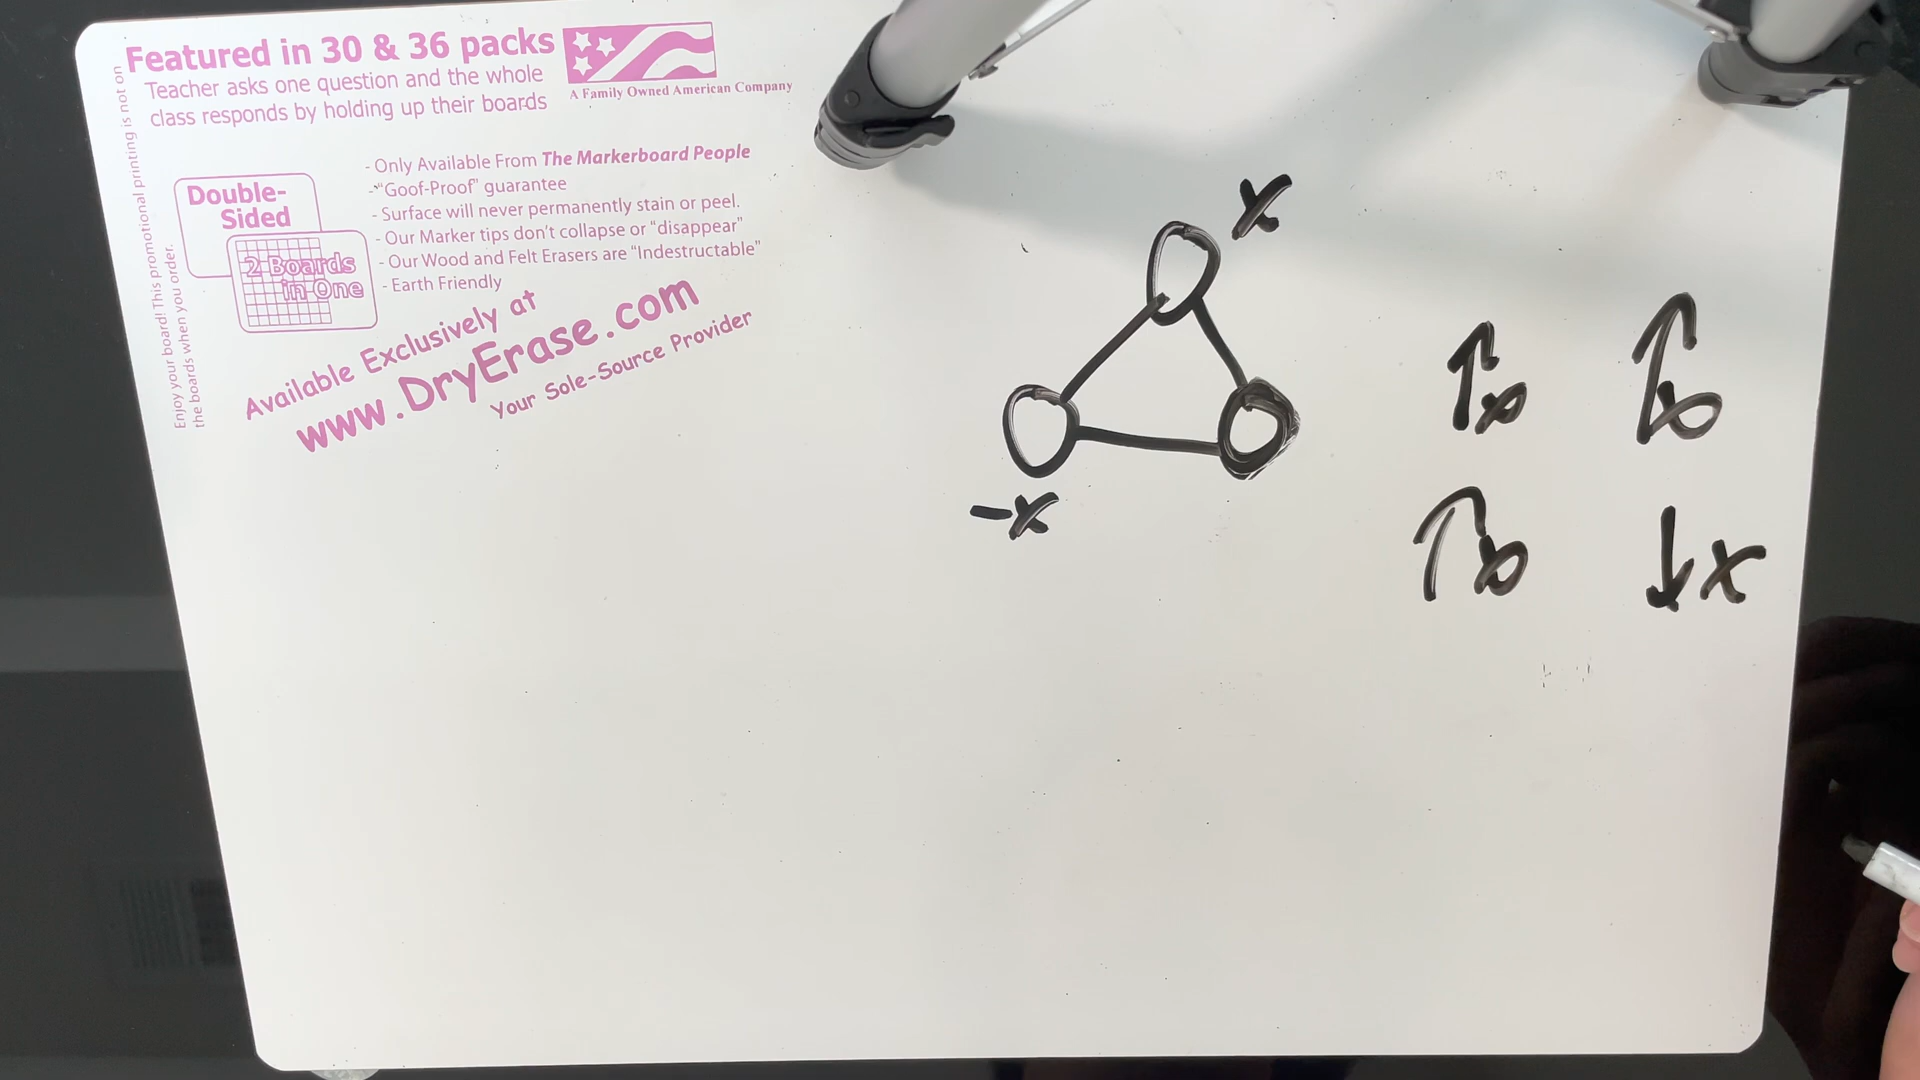 Featured in 30 & 36 packs
Teacher asks one question and the whole
class responds by holding up their boards
A Family Owned American Company
Enjoy your board! This promotional printing is not on
the boards when you order.
Double-
Sided
2 Boards
in One
- Only Available From The Markerboard People
- "Goof-Proof" guarantee
- Surface will never permanently stain or peel.
- Our Marker tips don't collapse or "disappear"
- Our Wood and Felt Erasers are "Indestructable"
- Earth Friendly
Available Exclusively at
www.DryErase.com
Your Sole-Source Provider
x
-x
↓x